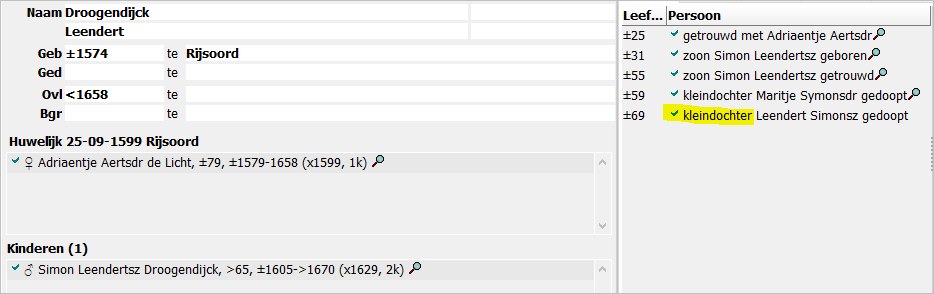 Naam Droogendijck
Leendert
Geb ±1574 te Rijsoord
Ged te
Ovl <1658 te
Bgr te
Huwelijk 25-09-1599 Rijsoord
♀ Adriaentje Aertsdr de Licht, ±79, ±1579-1658 (x1599, 1k)
Kinderen (1)
♂ Simon Leendertsz Droogendijck, >65, ±1605->1670 (x1629, 2k)
Leef... Persoon
±25 getrouwd met Adriaentje Aertsdr
±31 zoon Simon Leendertsz geboren
±55 zoon Simon Leendertsz getrouwd
±59 kleindochter Maritje Symonsdr gedoopt
±69 kleindochter Leendert Simonsz gedoopt